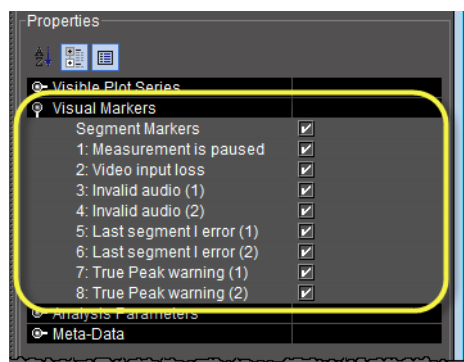 Properties
Visible Plot Series
Visual Markers
Segment Markers
1: Measurement is paused
2: Video input loss
3: Invalid audio (1)
4: Invalid audio (2)
5: Last segment I error (1)
6: Last segment I error (2)
7: True Peak warning (1)
8: True Peak warning (2)
Analysis Parameters
Meta-Data